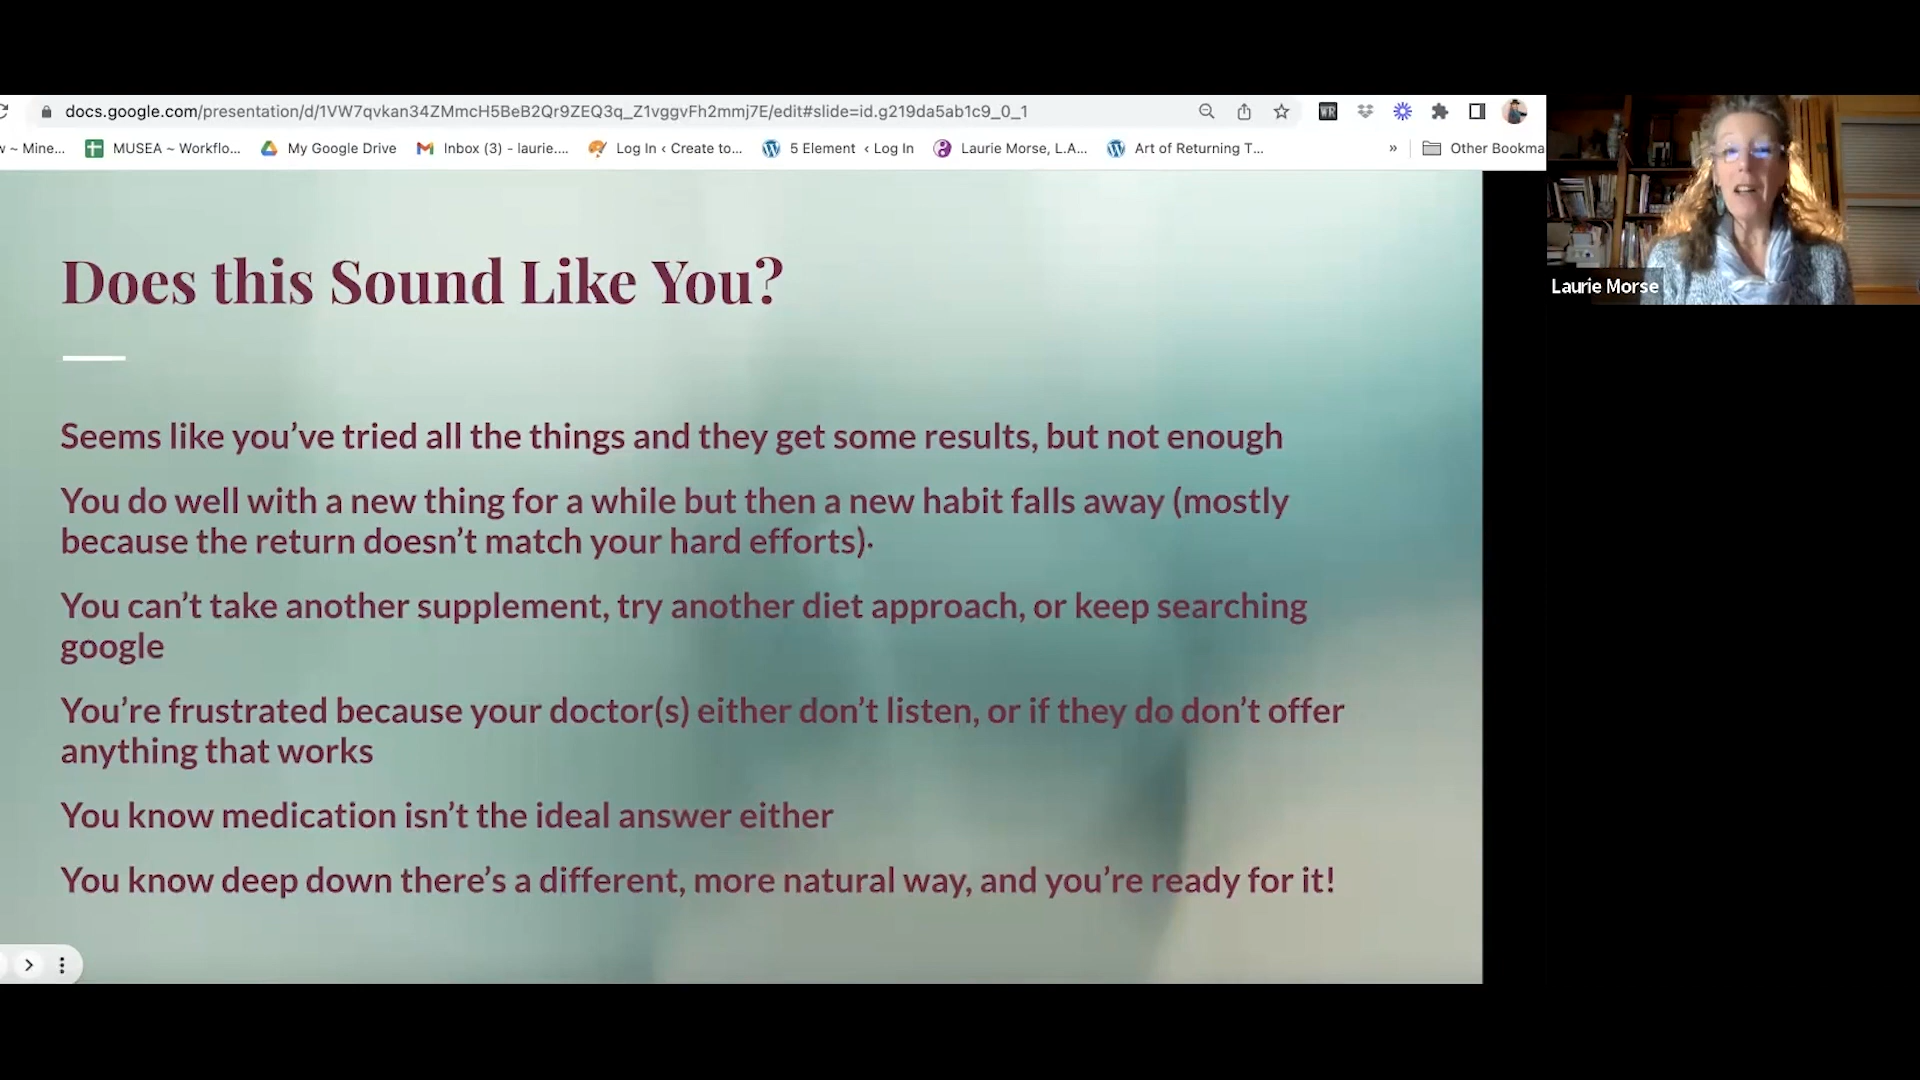 docs.google.com/presentation/d/1VW7qvkan34ZMmcH5BeB2Qr9ZEQ3q_Z1vggvFh2mmj7E/edit#slide=id.g219da5ab1c9_0_1
WR
~ Mine... MUSEA ~ Workflo... My Google Drive Inbox (3) - laurie.... Log In ‹ Create to... 5 Element ‹ Log In Laurie Morse, L.A... Art of Returning T... » Other Bookma
Laurie Morse
Does this Sound Like You?
Seems like you’ve tried all the things and they get some results, but not enough
You do well with a new thing for a while but then a new habit falls away (mostly
because the return doesn’t match your hard efforts).
You can’t take another supplement, try another diet approach, or keep searching
google
You’re frustrated because your doctor(s) either don’t listen, or if they do don’t offer
anything that works
You know medication isn’t the ideal answer either
You know deep down there’s a different, more natural way, and you’re ready for it!